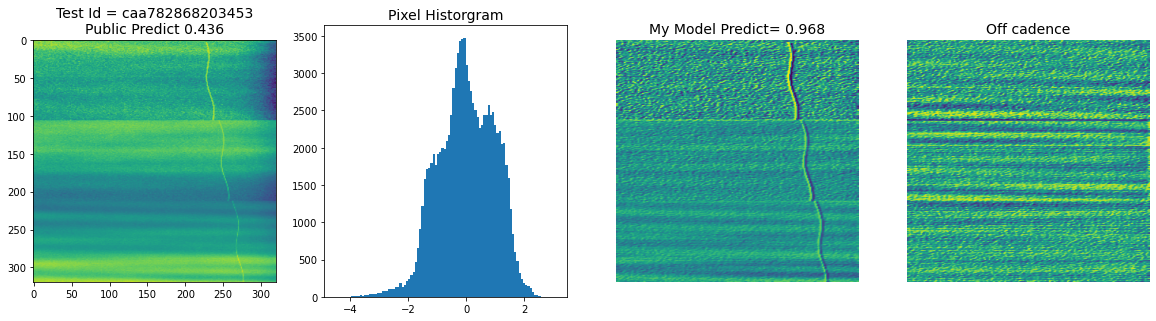 Test Id = caa782868203453
Public Predict 0.436
Pixel Historgram
My Model Predict= 0.968
Off cadence
0
50
100
150
200
250
300
0 50 100 150 200 250 300
3500
3000
2500
2000
1500
1000
500
0
−4 −2 0 2